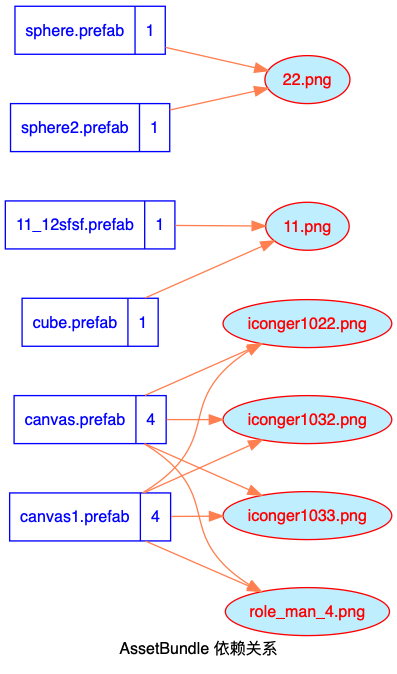 sphere.prefab 1
22.png
sphere2.prefab 1
11_12sfsf.prefab 1
11.png
cube.prefab 1
iconger1022.png
canvas.prefab 4
iconger1032.png
canvas1.prefab 4
iconger1033.png
role_man_4.png
AssetBundle 依赖关系